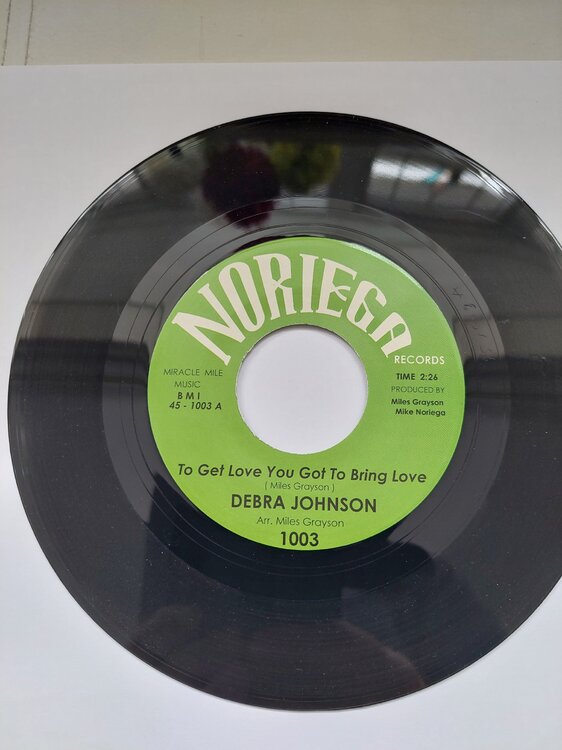 NORIEGA
RECORDS
MIRACLE MILE
MUSIC
B M I
45 - 1003 A
TIME 2:26
PRODUCED BY
Miles Grayson
Mike Noriega
To Get Love You Got To Bring Love
( Miles Grayson )
DEBRA JOHNSON
Arr. Miles Grayson
1003